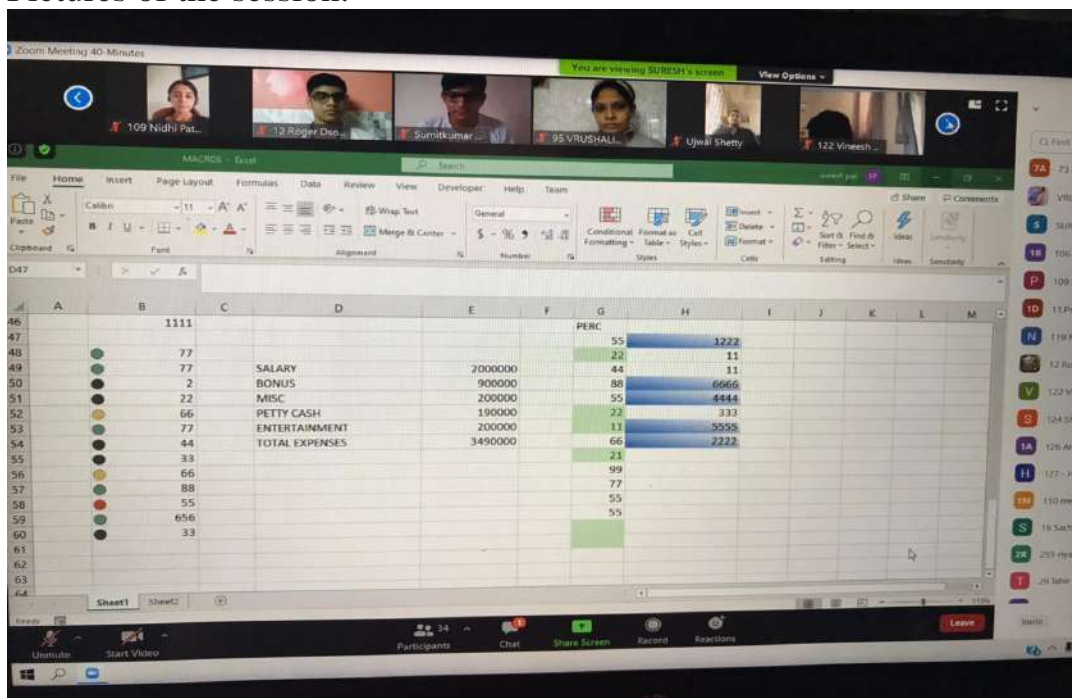 Zoom Meeting 40-Minutes
You are viewing SURESH's screen View Options
109 Nidhi Pat...
12 Roger Dso...
Sumitkumar
95 VRUSHALI...
Ujwal Shetty
122 Vineesh
MACROS - Excel
Search
File Home Insert Page Layout Formulas Data Review View Developer Help Team
Share Comments
Calibri 11
Wrap Text
General
Paste
Merge & Center
Conditional Formatting Format as Table Cell Styles
Insert
Delete
Format
Sort & Filter Find & Select
Ideas
Sensitivity
Clipboard Font Alignment Number Styles Cells Editing Ideas Sensitivity
D47
A B C D E F G H I J K L M
46 1111 PERC
47 55 1222
48 77 22 11
49 77 SALARY 2000000 44 11
50 2 BONUS 900000 88 6666
51 22 MISC 200000 55 4444
52 66 PETTY CASH 190000 22 333
53 77 ENTERTAINMENT 200000 11 5555
54 44 TOTAL EXPENSES 3490000 66 2222
55 33 21
56 66 99
57 88 77
58 55 55
59 656 55
60 33
61
62
63
64
Sheet1 Sheet2
Ready
Unmute Start Video Participants 34 Chat 1 Share Screen Record Reactions Leave